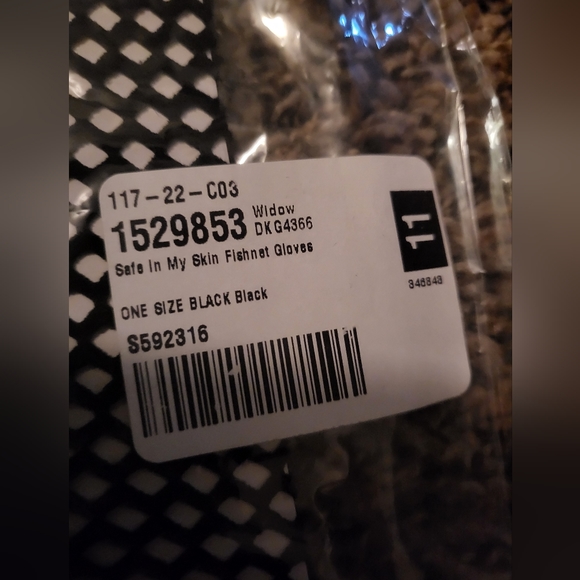 117-22-C03
1529853 Widow
DKG4366
Safe In My Skin Fishnet Gloves
ONE SIZE BLACK Black
S592316
11
346843